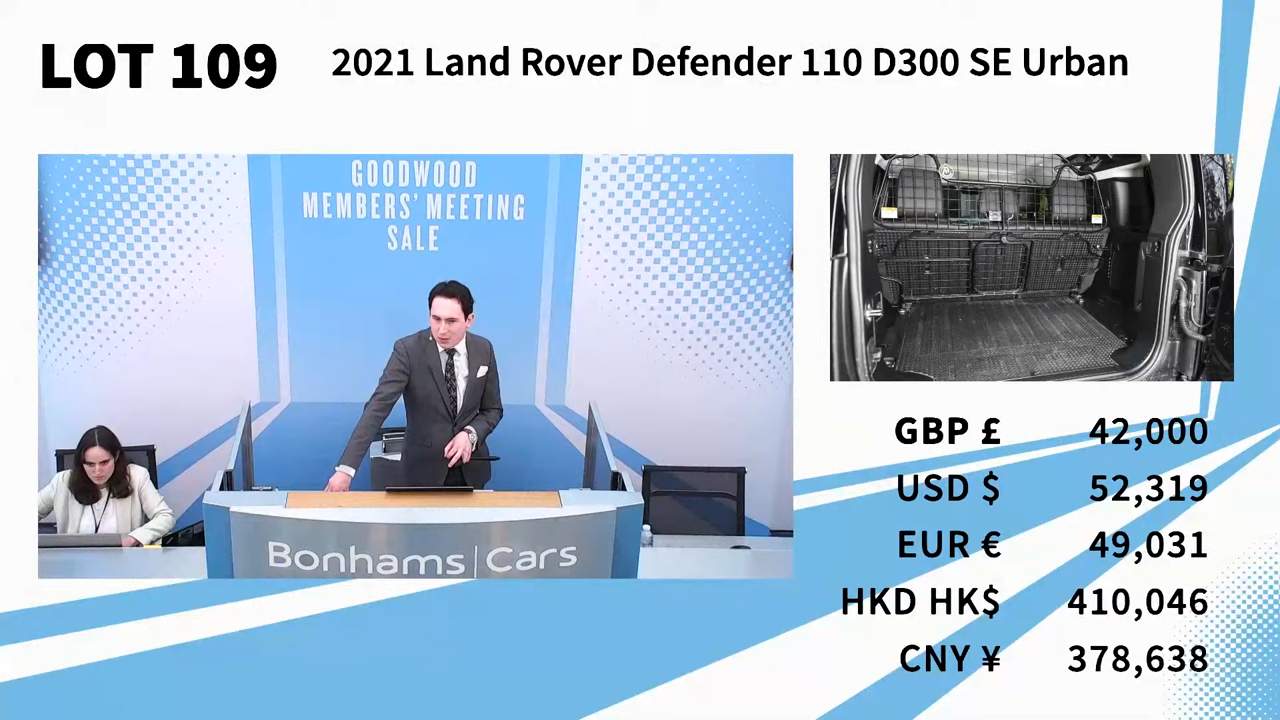 LOT 109
2021 Land Rover Defender 110 D300 SE Urban
GOODWOOD
MEMBERS' MEETING
SALE
Bonhams|Cars
GBP £ 42,000
USD $ 52,319
EUR € 49,031
HKD HK$ 410,046
CNY ¥ 378,638